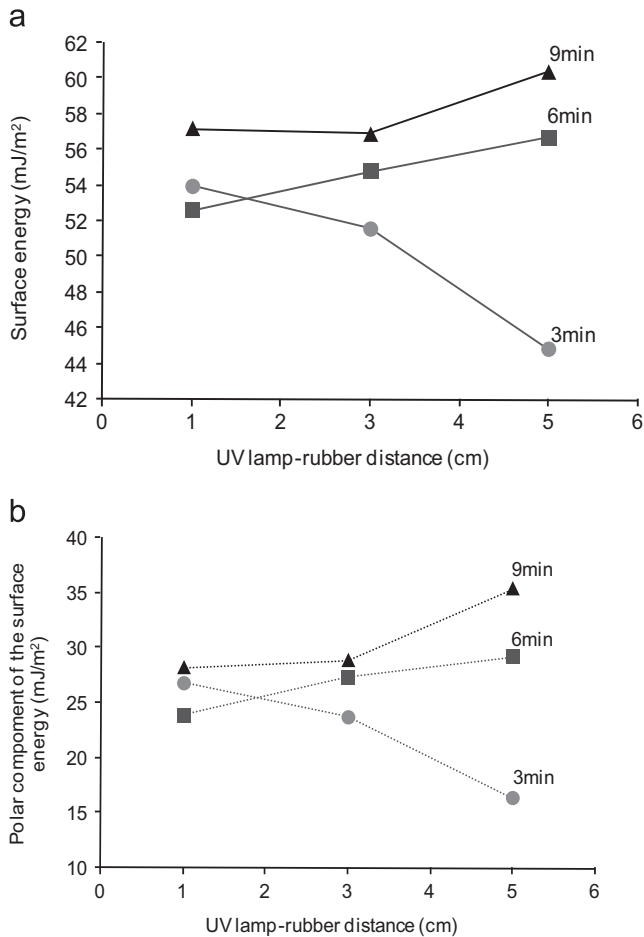 a
62
60
58
56
54
52
50
48
46
44
42
0
1
2
3
4
5
6
Surface energy (mJ/m²)
UV lamp-rubber distance (cm)
9min
6min
3min
b
40
35
30
25
20
15
10
0
1
2
3
4
5
6
Polar compoment of the surface
energy (mJ/m²)
UV lamp-rubber distance (cm)
9min
6min
3min